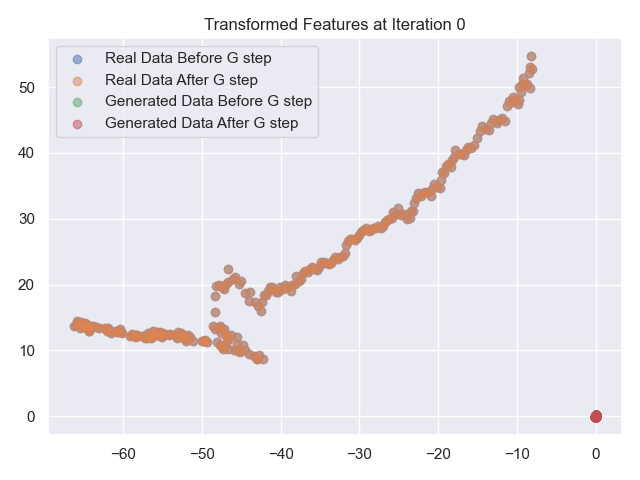 Transformed Features at Iteration 0
Real Data Before G step
Real Data After G step
Generated Data Before G step
Generated Data After G step
50
40
30
20
10
0
−60
−50
−40
−30
−20
−10
0